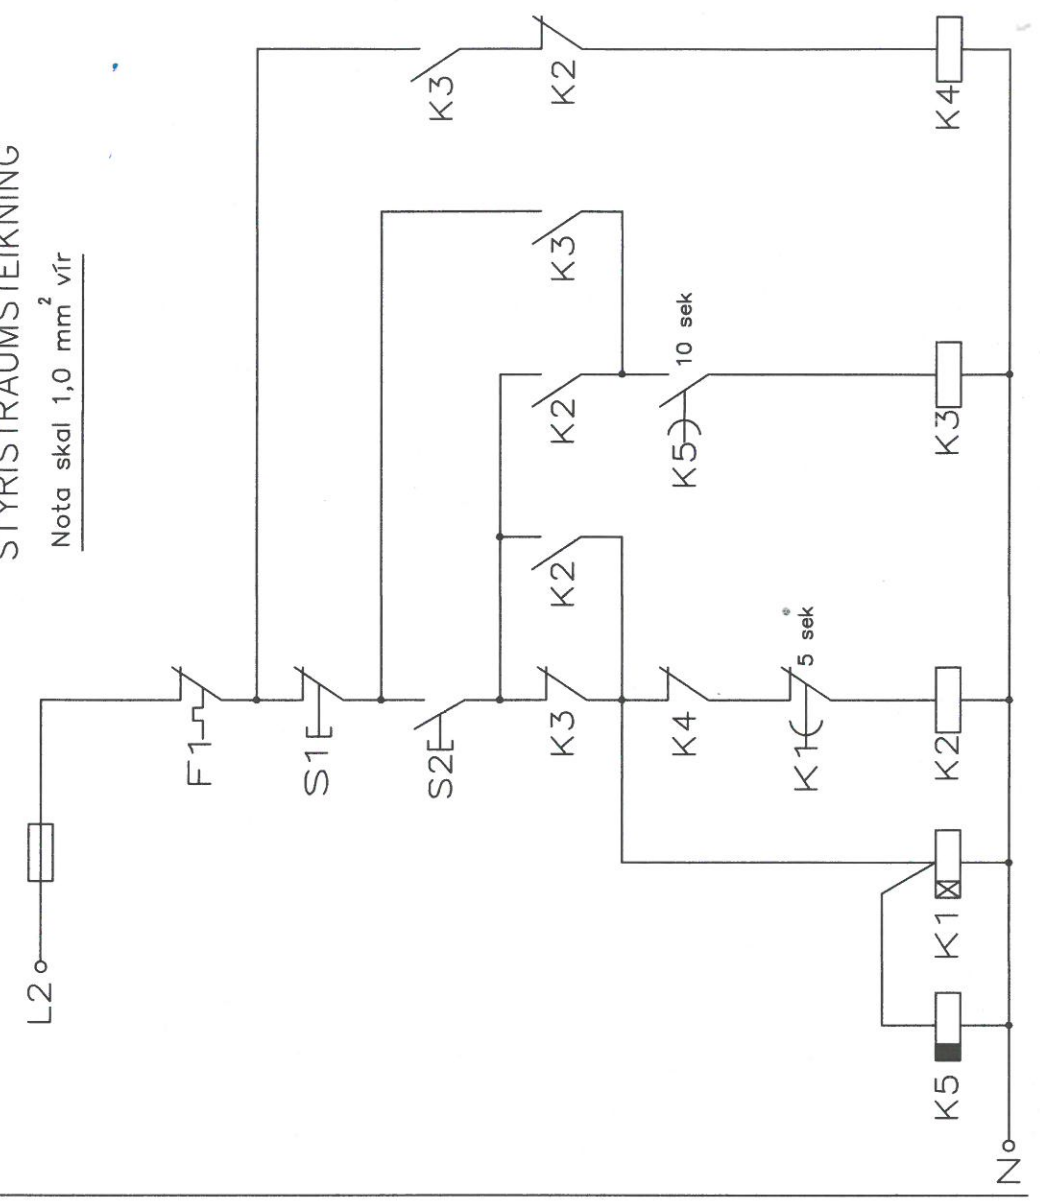 STYRISTRAUMSTEIKNING
Nota skal 1,0 mm² vír
L2
F1
S1
S2
K3
K2
K3
K2
K2
K3
K5
10 sek
K4
K1
5 sek
K5
K1
K2
K3
K4
N